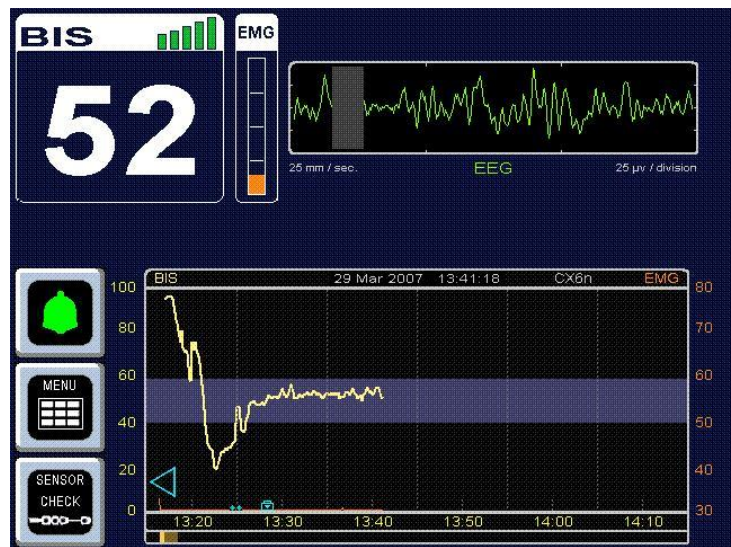 BIS
EMG
52
25 mm / sec.
EEG
25 μv / division
BIS
29 Mar 2007
13:41:18
CX6n
EMG
100
80
60
40
20
0
80
70
60
50
40
30
MENU
SENSOR
CHECK
13:20
13:30
13:40
13:50
14:00
14:10